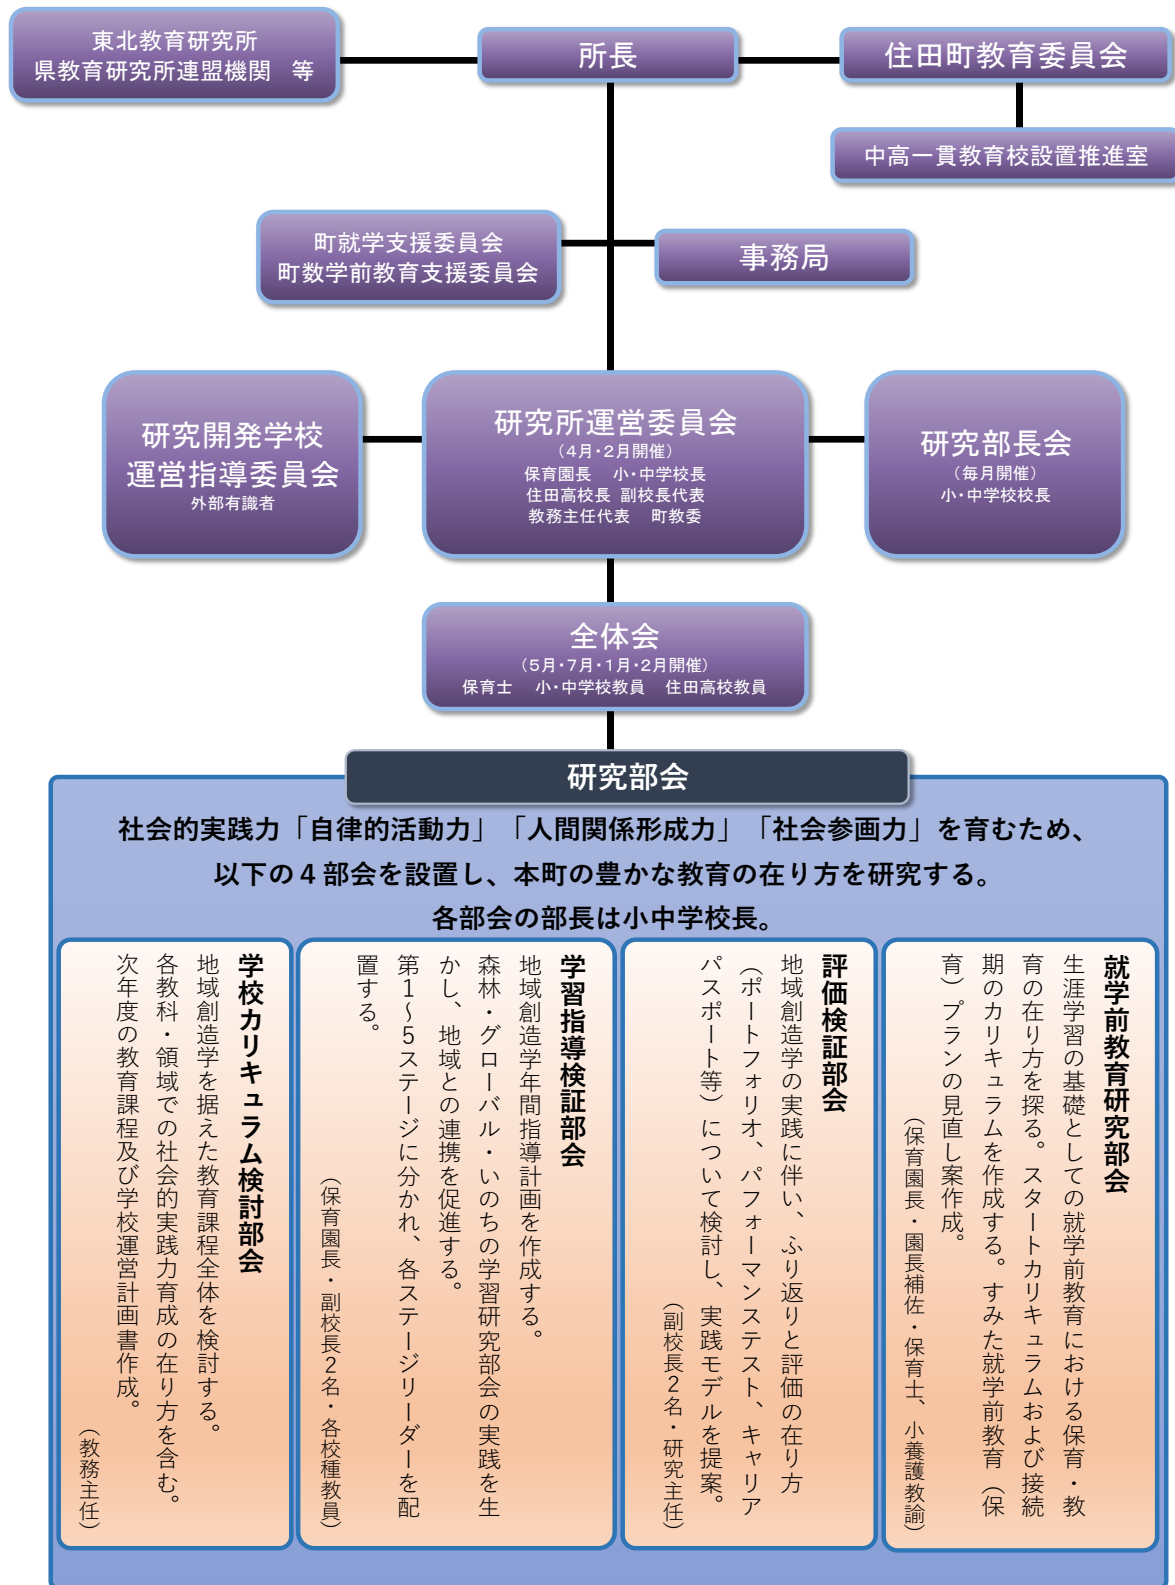 東北教育研究所
県教育研究所連盟機関　等
所長
住田町教育委員会
中高一貫教育校設置推進室
町就学支援委員会
町数学前教育支援委員会
事務局
研究開発学校
運営指導委員会
外部有識者
研究所運営委員会
（4月・2月開催）
保育園長　小・中学校長
住田高校長 副校長代表
教務主任代表　町教委
研究部長会
（毎月開催）
小・中学校校長
全体会
（5月・7月・1月・2月開催）
保育士　小・中学校教員　住田高校教員
研究部会
社会的実践力「自律的活動力」「人間関係形成力」「社会参画力」を育むため、
以下の４部会を設置し、本町の豊かな教育の在り方を研究する。
各部会の部長は小中学校長。
就学前教育研究部会
生涯学習の基礎としての就学前教育における保育・教
育の在り方を探る。スタートカリキュラムおよび接続
期のカリキュラムを作成する。すみた就学前教育（保
育）プランの見直し案作成。
（保育園長・園長補佐・保育士、小養護教諭）
評価検証部会
地域創造学の実践に伴い、ふり返りと評価の在り方
（ポートフォリオ、パフォーマンステスト、キャリア
パスポート等）について検討し、実践モデルを提案。
（副校長２名・研究主任）
学習指導検証部会
地域創造学年間指導計画を作成する。
森林・グローバル・いのちの学習研究部会の実践を生
かし、地域との連携を促進する。
第１～５ステージに分かれ、各ステージリーダーを配
置する。
（保育園長・副校長２名・各校種教員）
学校カリキュラム検討部会
地域創造学を据えた教育課程全体を検討する。
各教科・領域での社会的実践力育成の在り方を含む。
次年度の教育課程及び学校運営計画書作成。
（教務主任）